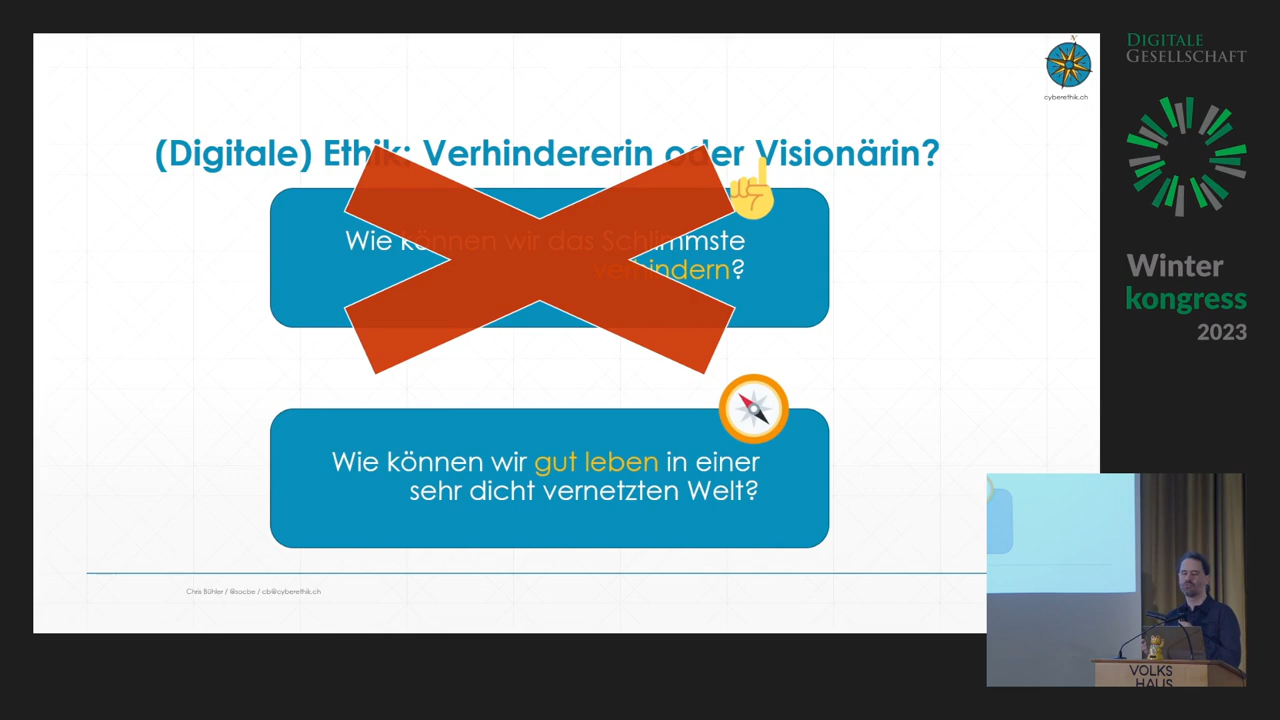 cyberethik.ch
(Digitale) Ethik: Verhindererin oder Visionärin?
Wie können wir das Schlimmste
verhindern?
Wie können wir gut leben in einer
sehr dicht vernetzten Welt?
Chris Bühler / @socbe / cb@cyberethik.ch
DIGITALE
GESELLSCHAFT
Winter
kongress
2023
VOLKS
HAUS